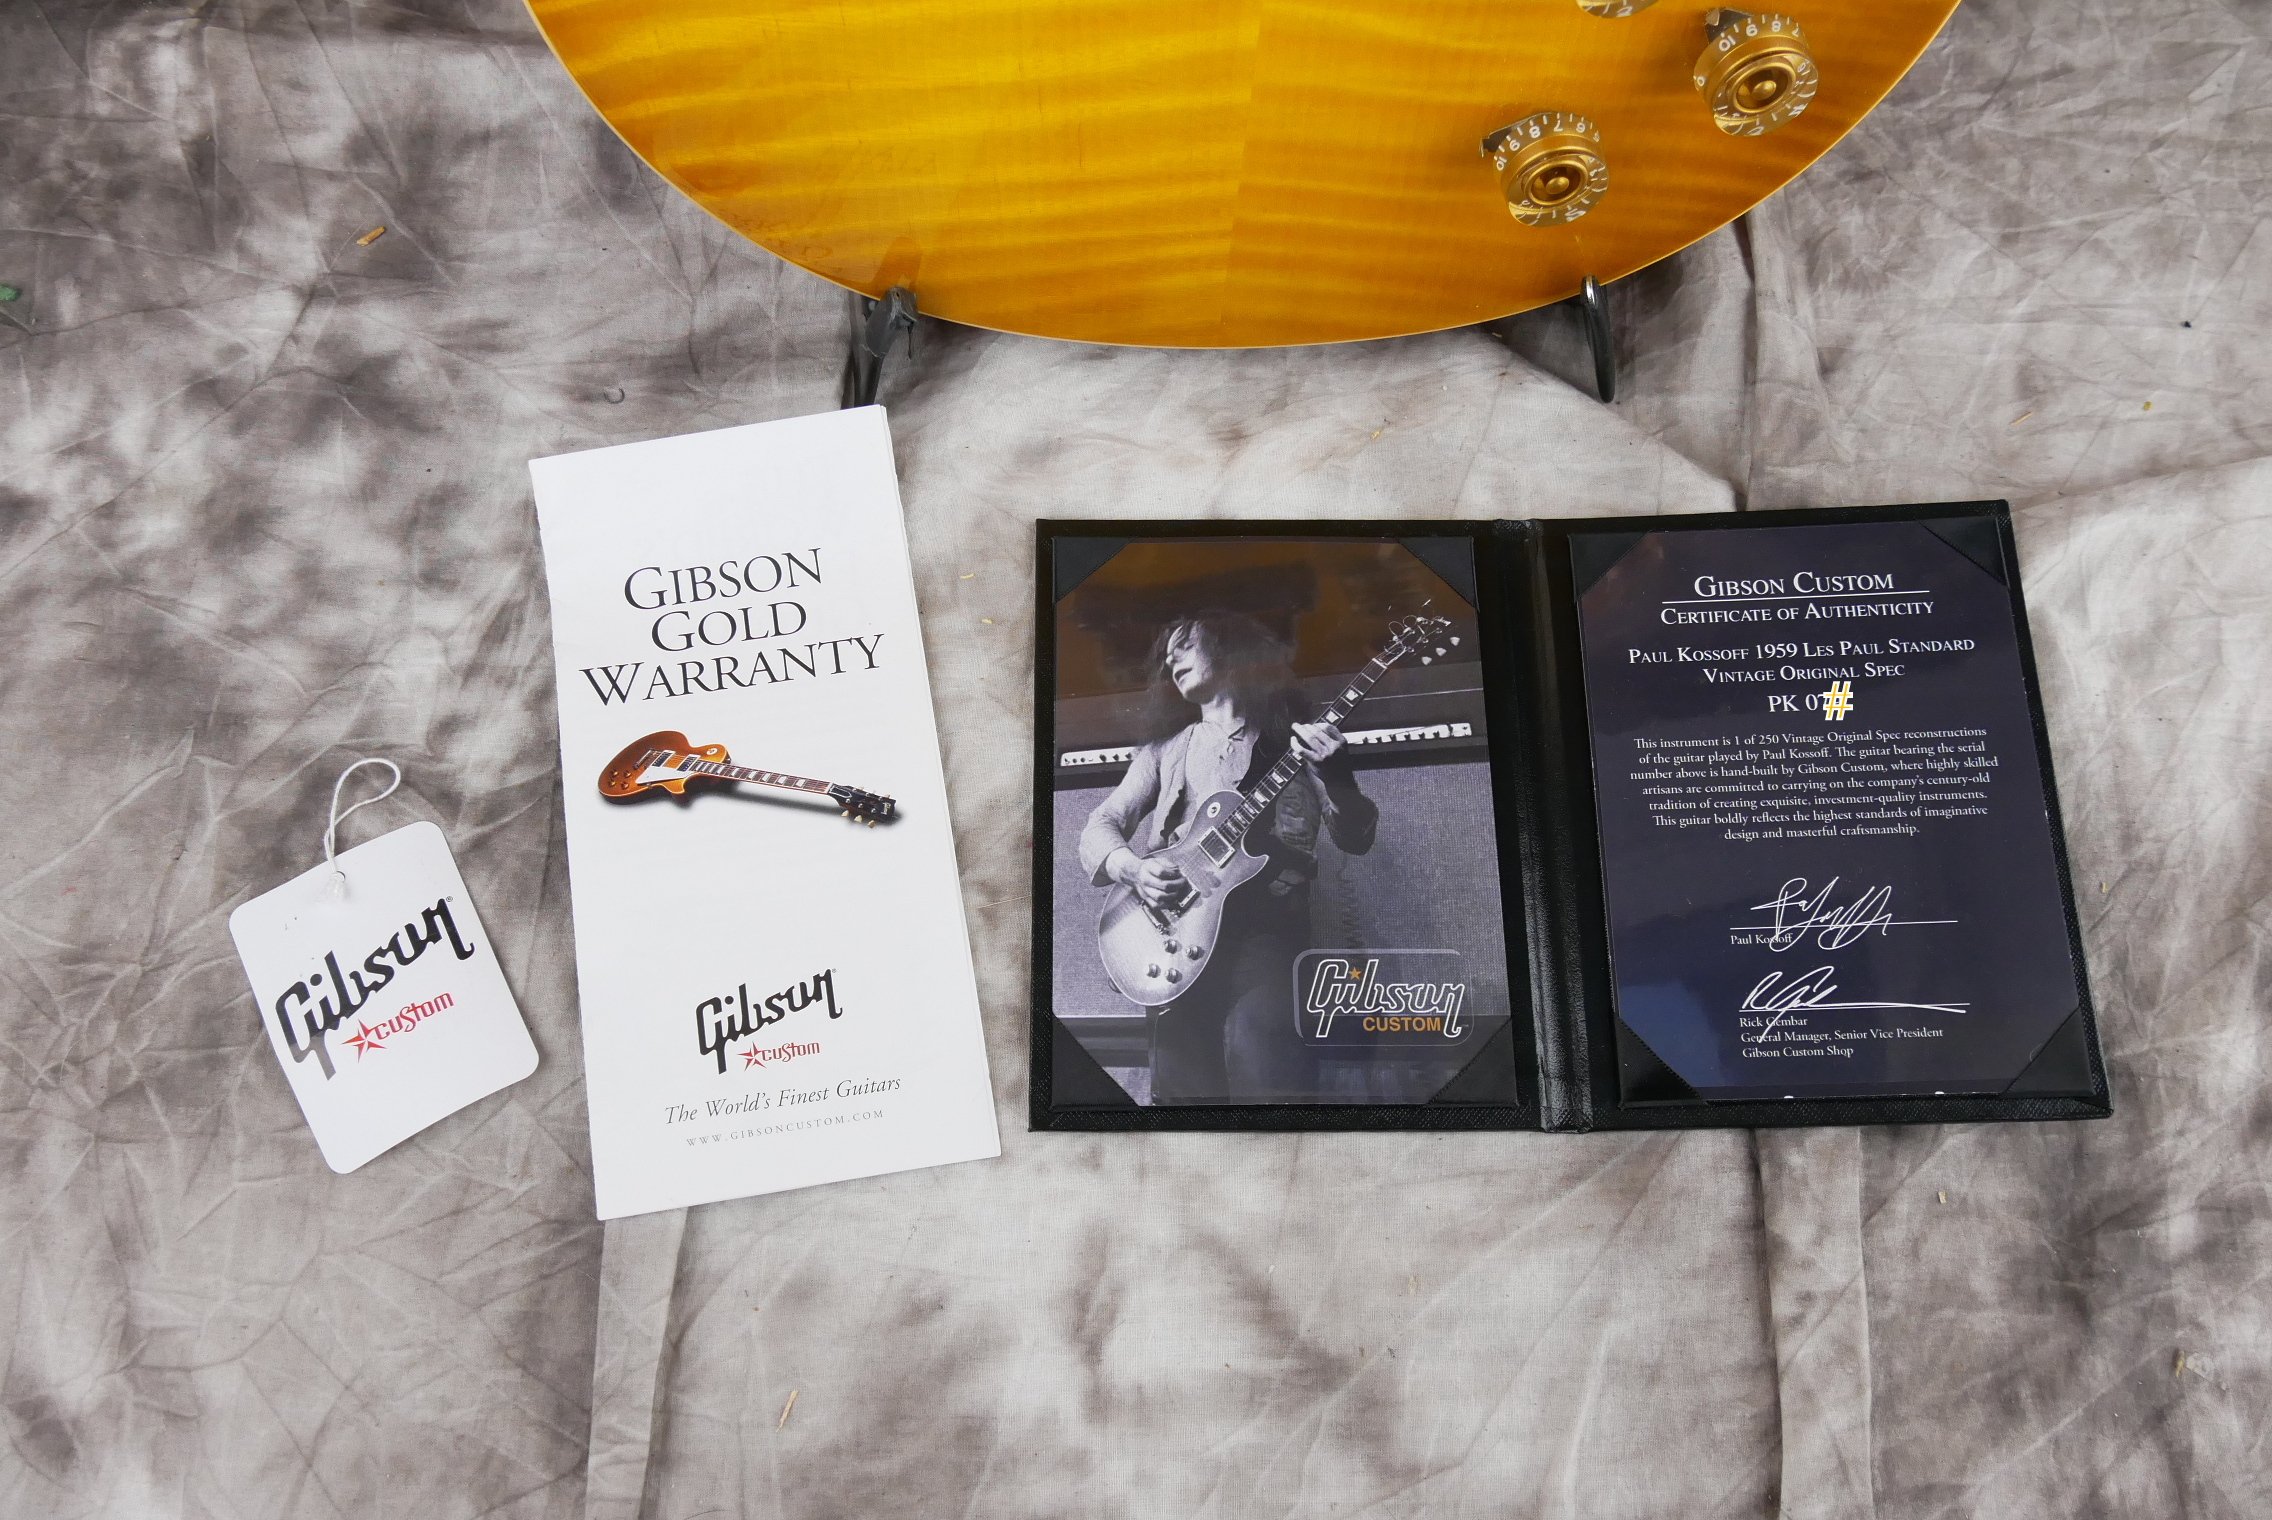 GIBSON
GOLD
WARRANTY
Gibson
custom
The World's Finest Guitars
WWW.GIBSONCUSTOM.COM
Gibson®
custom
Gibson
CUSTOM
GIBSON CUSTOM
CERTIFICATE OF AUTHENTICITY
PAUL KOSSOFF 1959 LES PAUL STANDARD
VINTAGE ORIGINAL SPEC
PK 0
This instrument is 1 of 250 Vintage Original Spec reconstructions
of the guitar played by Paul Kossoff. The guitar bearing the serial
number above is hand-built by Gibson Custom, where highly skilled
artisans are committed to carrying on the company's century-old
tradition of creating exquisite, investment-quality instruments.
This guitar boldly reflects the highest standards of imaginative
design and masterful craftsmanship.
Paul Kossoff
Rick Gembar
General Manager, Senior Vice President
Gibson Custom Shop